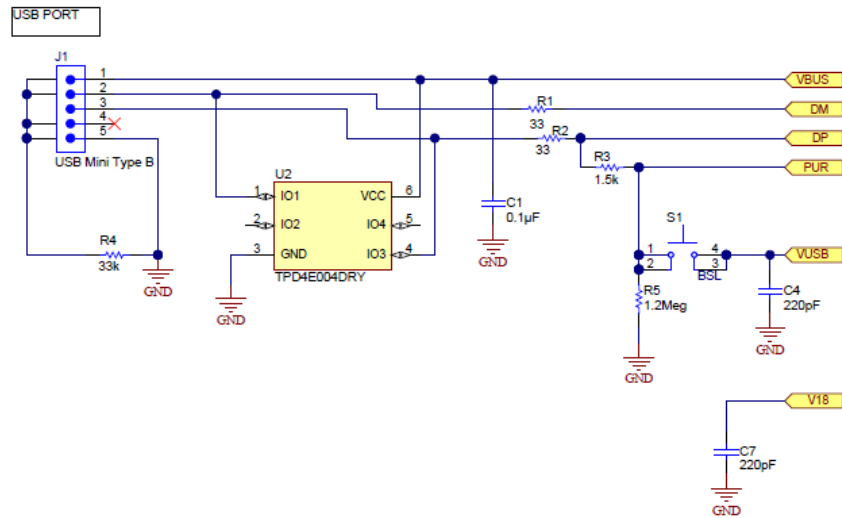 USB PORT
J1
1
2
3
4
5
USB Mini Type B
R4
33k
GND
U2
1 IO1 VCC 6
2 IO2 IO4 5
3 GND IO3 4
TPD4E004DRY
GND
C1
0.1µF
GND
R1
33
R2
33
R3
1.5k
VBUS
DM
DP
PUR
S1
1 4
2 3
BSL
VUSB
R5
1.2Meg
GND
C4
220pF
GND
V18
C7
220pF
GND